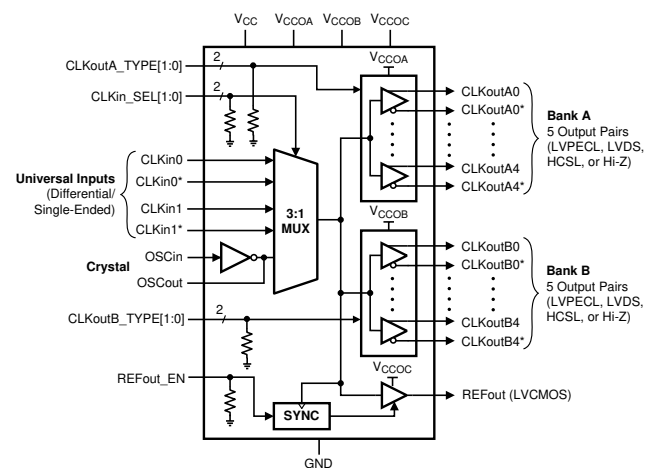 VCC VCCOA VCCOB VCCOC
CLKoutA_TYPE[1:0] 2
CLKin_SEL[1:0] 2
VCCOA
CLKoutA0
CLKoutA0*
CLKoutA4
CLKoutA4*
Bank A
5 Output Pairs
(LVPECL, LVDS,
HCSL, or Hi-Z)
Universal Inputs
(Differential/
Single-Ended)
CLKin0
CLKin0*
CLKin1
CLKin1*
3:1
MUX
Crystal
OSCin
OSCout
VCCOB
CLKoutB0
CLKoutB0*
CLKoutB4
CLKoutB4*
Bank B
5 Output Pairs
(LVPECL, LVDS,
HCSL, or Hi-Z)
CLKoutB_TYPE[1:0] 2
REFout_EN
SYNC
VCCOC
REFout (LVCMOS)
GND